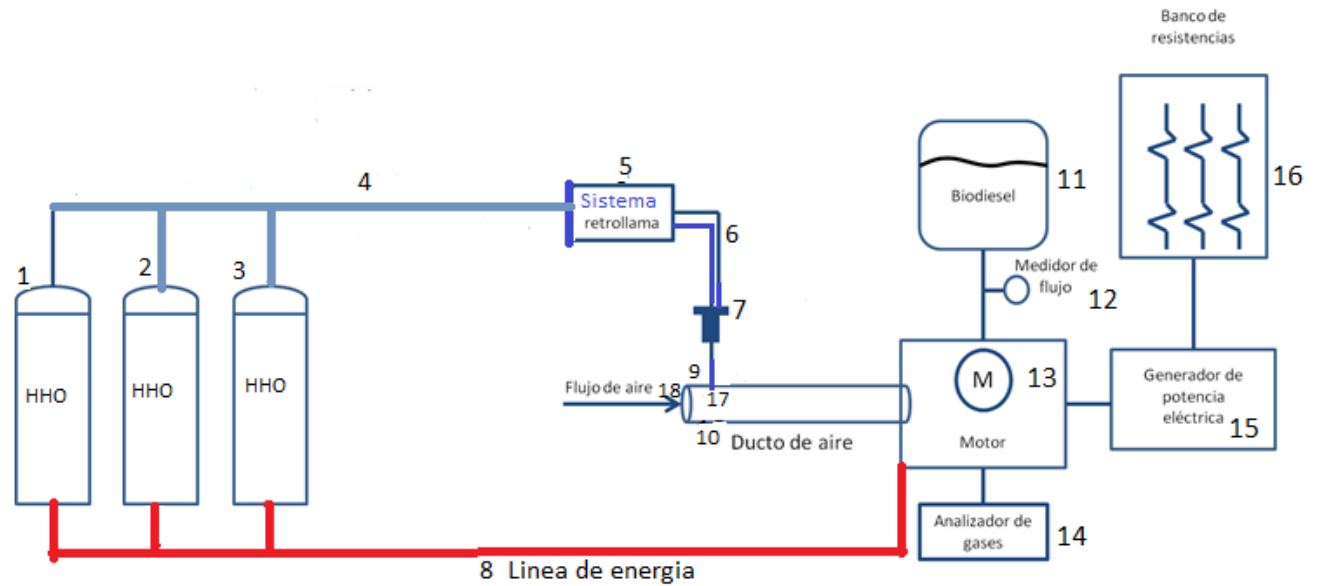 Banco de
resistencias
4
5
Sistema
retrollama
6
Biodiesel
11
16
1
2
3
7
Medidor de
flujo
12
HHO
HHO
HHO
9
Flujo de aire
18
17
10
Ducto de aire
M
13
Motor
Generador de
potencia
eléctrica
15
Analizador de
gases
14
8 Linea de energia